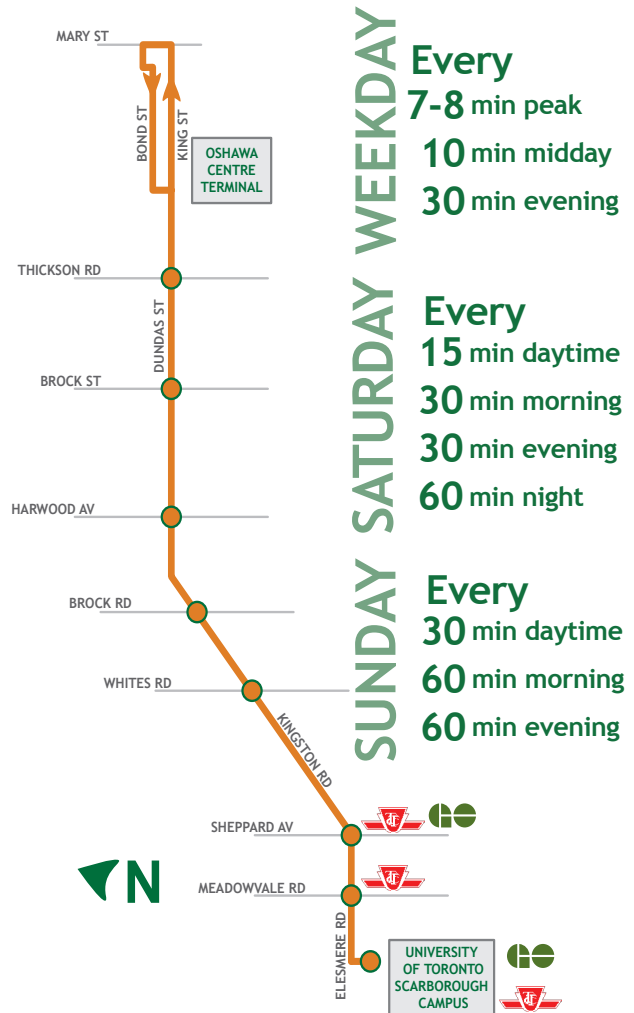 MARY ST
BOND ST
KING ST
OSHAWA
CENTRE
TERMINAL
THICKSON RD
DUNDAS ST
BROCK ST
HARWOOD AV
BROCK RD
WHITES RD
KINGSTON RD
SHEPPARD AV
GO
MEADOWVALE RD
N
ELESMERE RD
UNIVERSITY
OF TORONTO
SCARBOROUGH
CAMPUS
GO
WEEKDAY
Every
7-8 min peak
10 min midday
30 min evening
SATURDAY
Every
15 min daytime
30 min morning
30 min evening
60 min night
SUNDAY
Every
30 min daytime
60 min morning
60 min evening